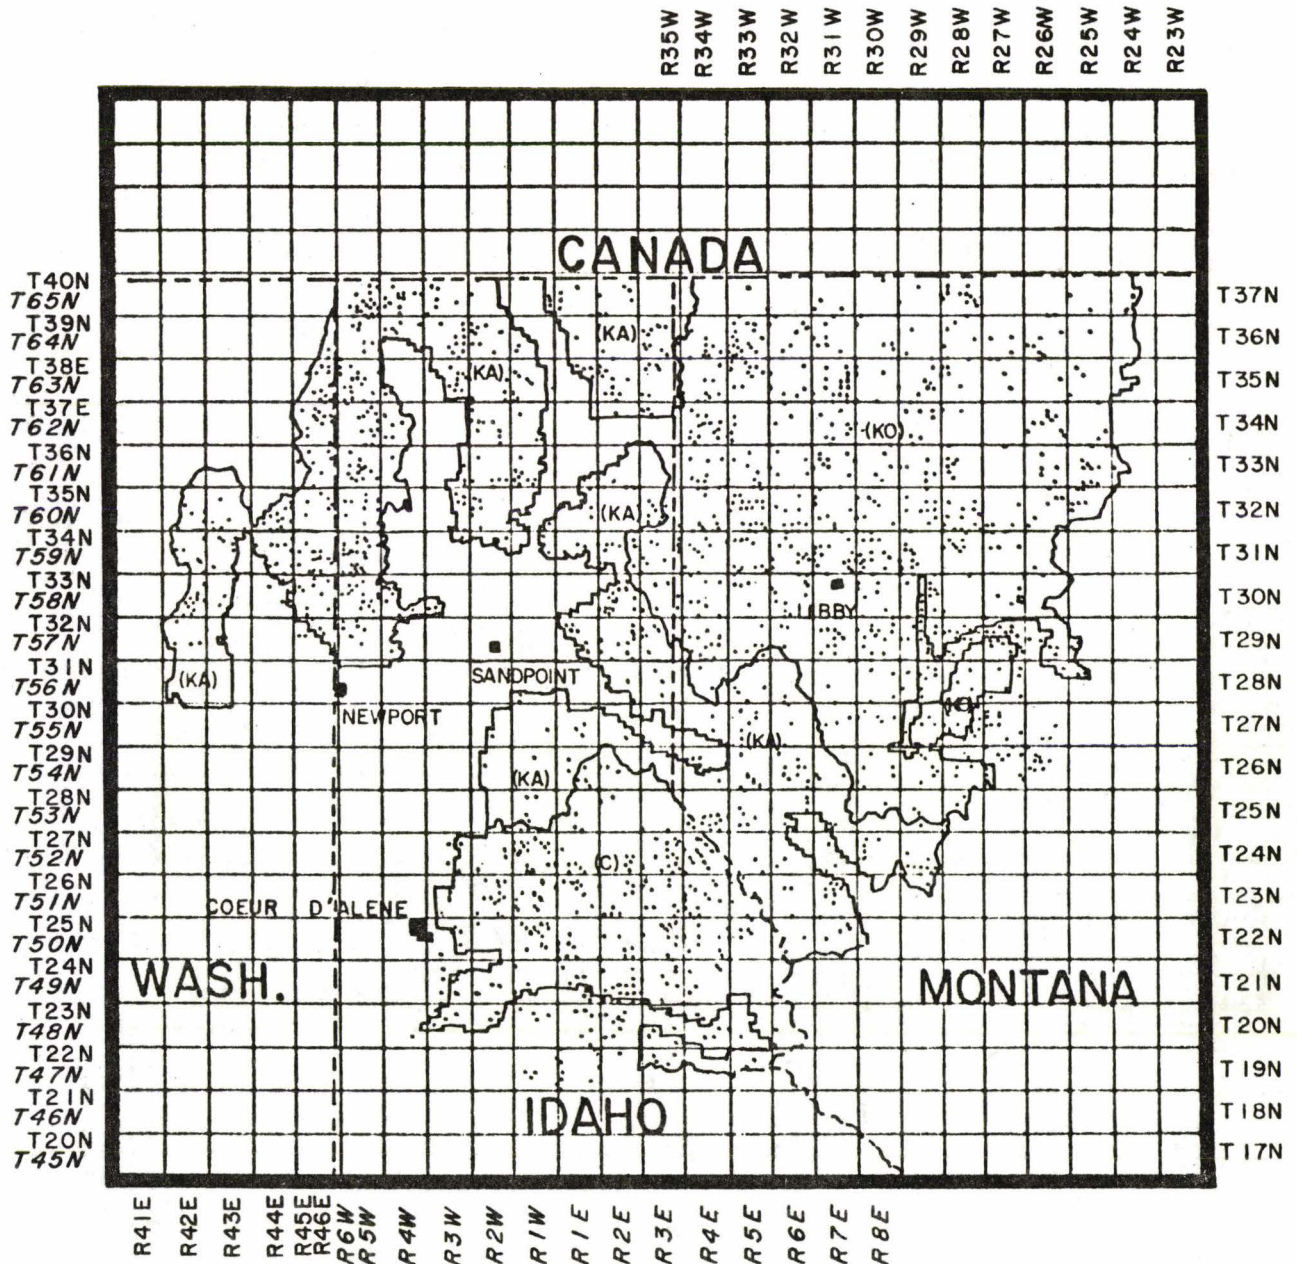 R35W R34W R33W R32W R31W R30W R29W R28W R27W R26W R25W R24W R23W
CANADA
T40N
T65N
T37N
T39N
T64N
(KA)
T36N
T38E
T63N
(KA)
T35N
T37E
T62N
(KO)
T34N
T36N
T61N
T33N
T35N
T60N
(KA)
T32N
T34N
T59N
T31N
T33N
T58N
LIBBY
T30N
T32N
T57N
T29N
T31N
T56N
(KA)
SANDPOINT
T28N
T30N
T55N
NEWPORT
(KA)
T27N
T29N
T54N
(KA)
T26N
T28N
T53N
T25N
T27N
T52N
(C)
T24N
T26N
T51N
T23N
COEUR D'ALENE
T25N
T50N
T22N
T24N
T49N
WASH.
MONTANA
T21N
T23N
T48N
T20N
T22N
T47N
T19N
T21N
T46N
IDAHO
T18N
T20N
T45N
T17N
R41E R42E R43E R44E R45E R46E R6W R5W R4W R3W R2W R1W R1E R2E R3E R4E R5E R6E R7E R8E